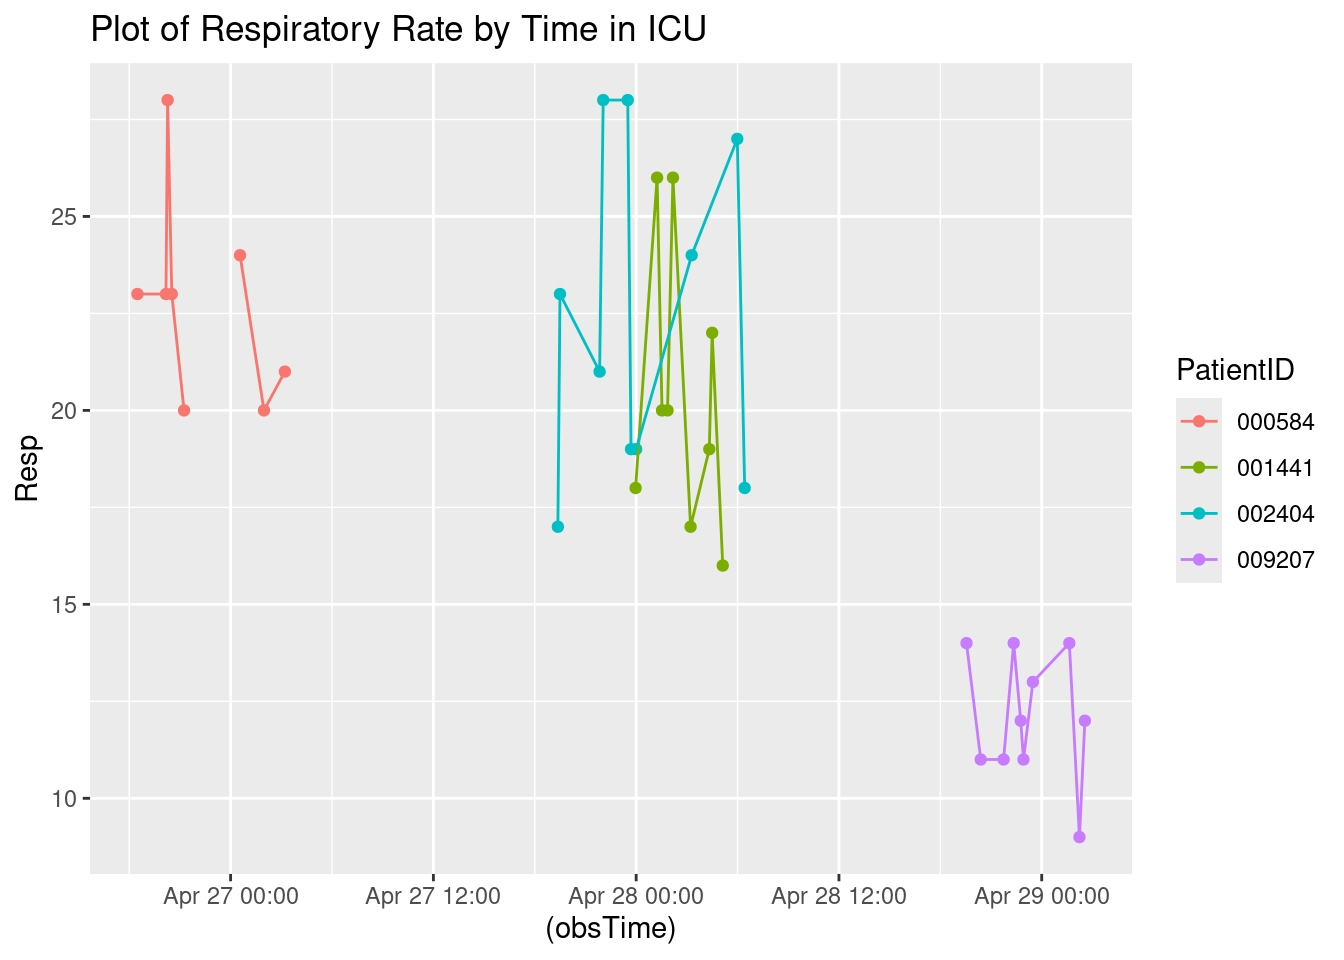 Plot of Respiratory Rate by Time in ICU
Resp
25
20
15
10
Apr 27 00:00
Apr 27 12:00
Apr 28 00:00
Apr 28 12:00
Apr 29 00:00
(obsTime)
PatientID
000584
001441
002404
009207